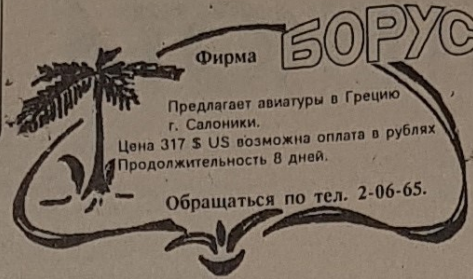 Фирма БОРУС
Предлагает авиатуры в Грецию
г. Салоники.
Цена 317 $ US возможна оплата в рублях
Продолжительность 8 дней.
Обращаться по тел. 2-06-65.